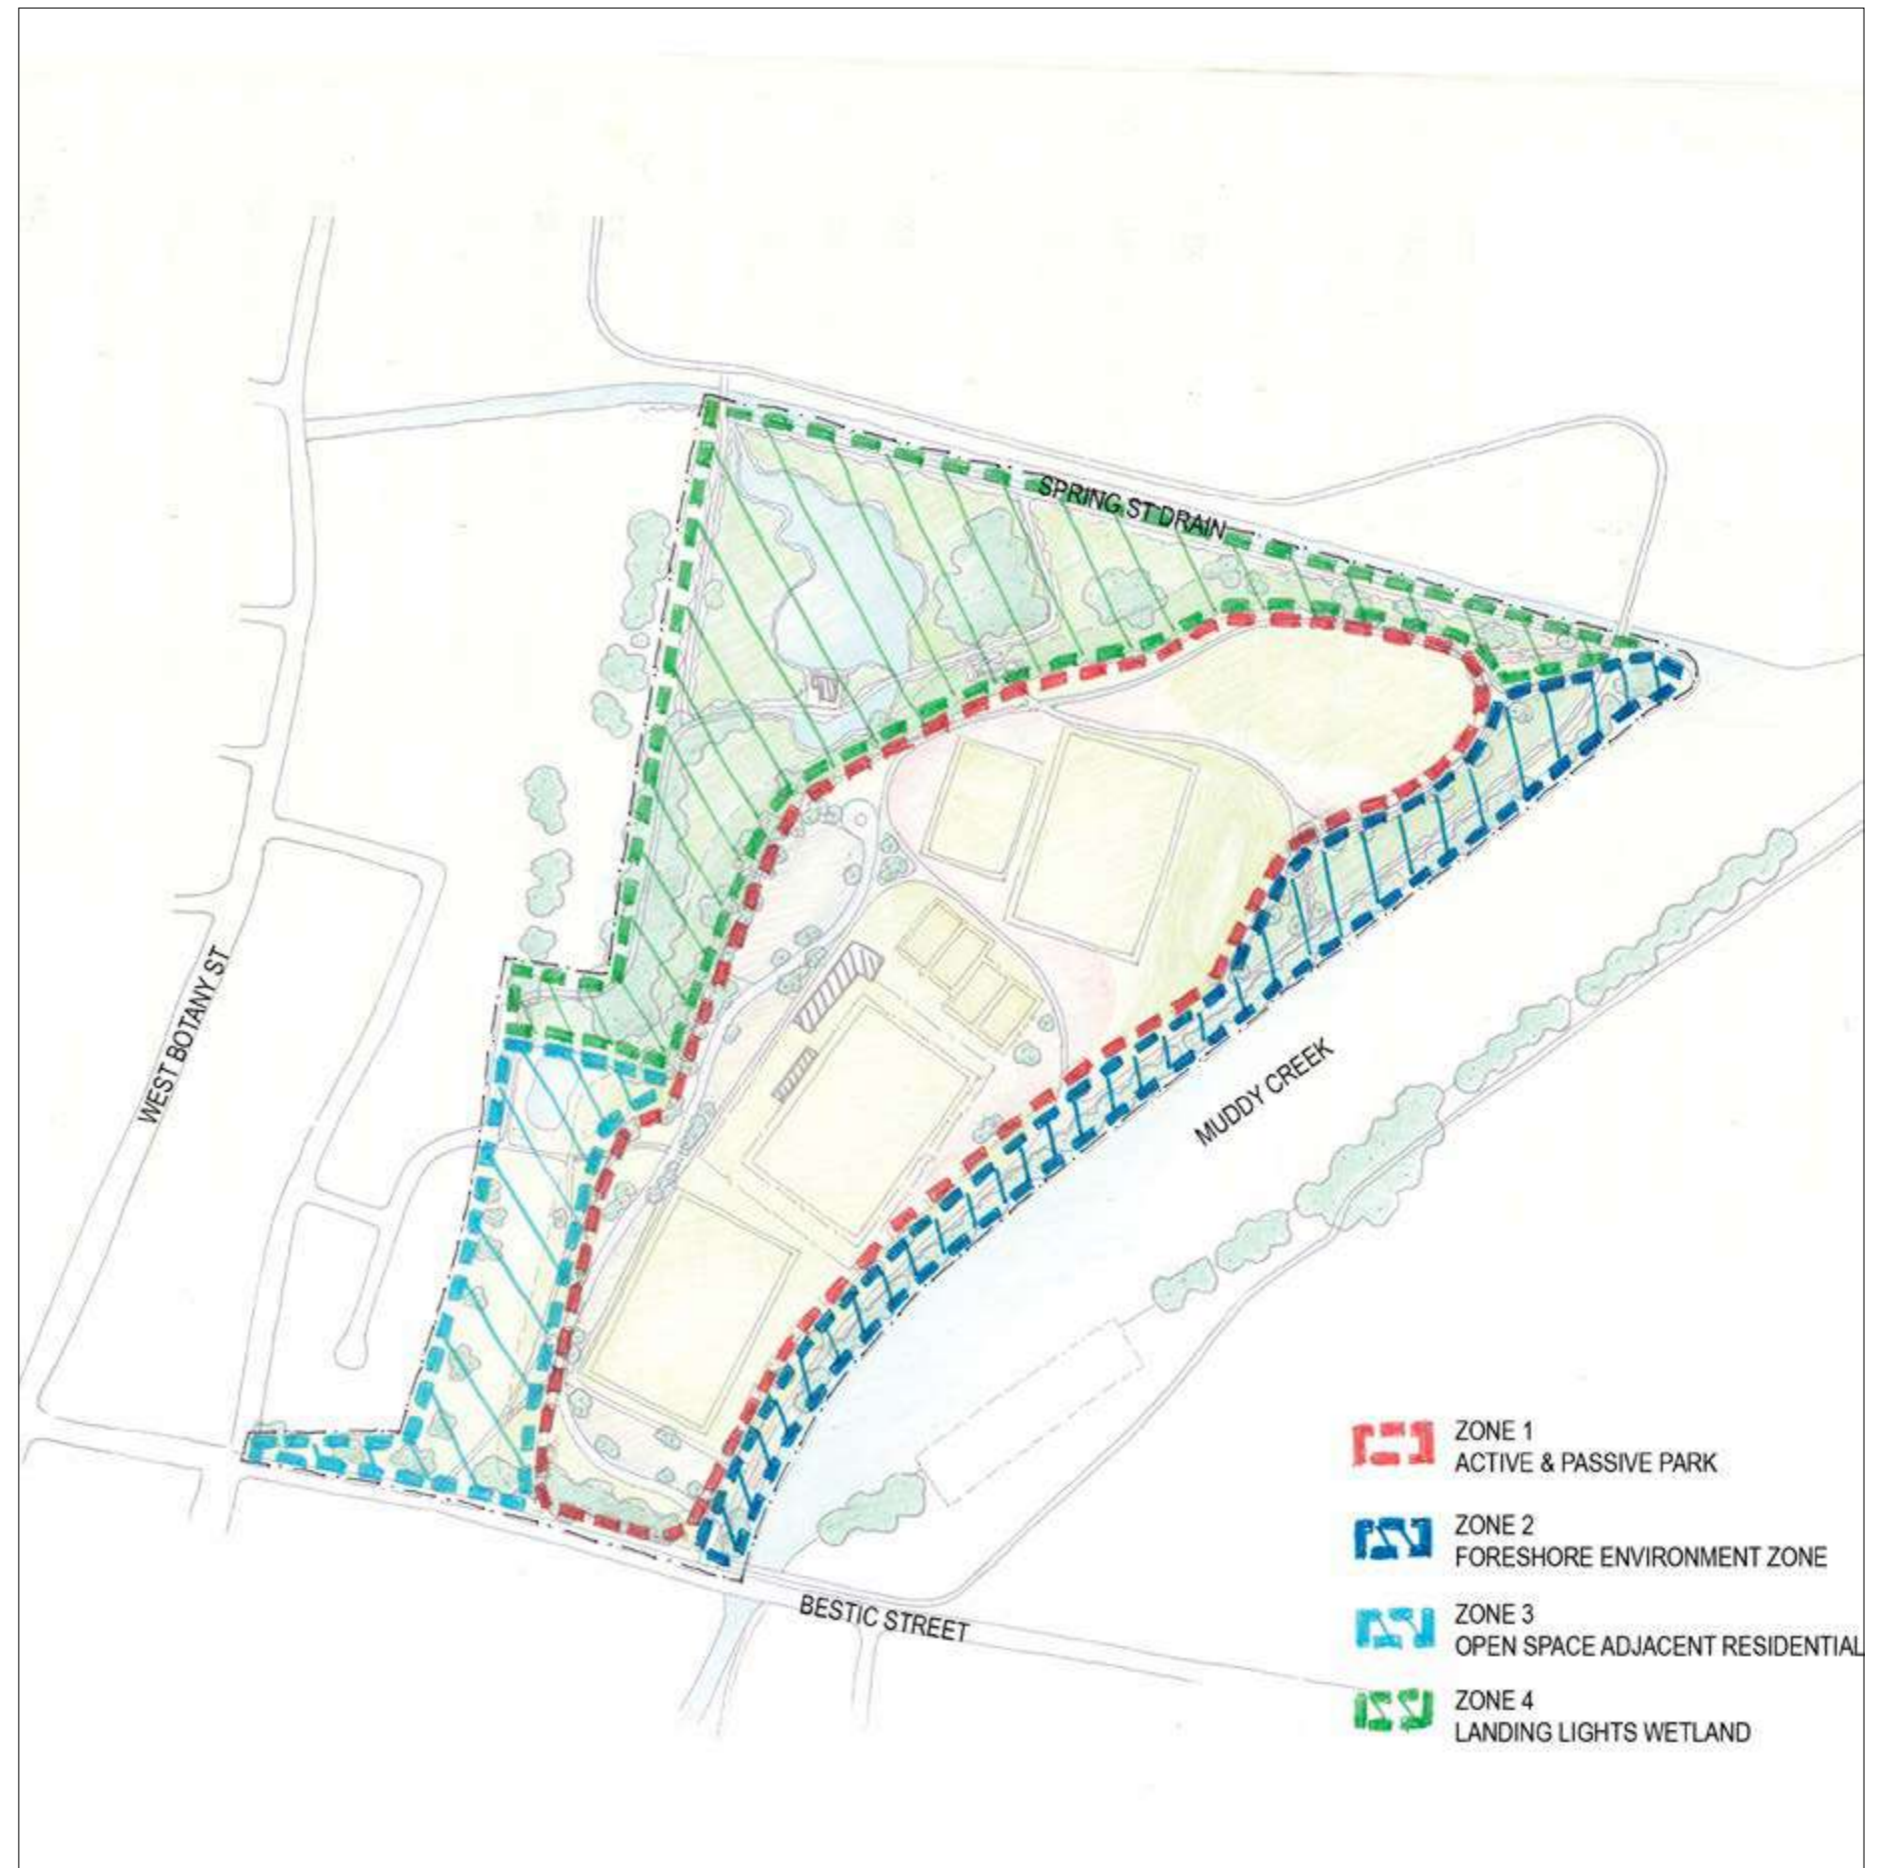 SPRING ST DRAIN
WEST BOTANY ST
MUDDY CREEK
BESTIC STREET
ZONE 1
ACTIVE & PASSIVE PARK
ZONE 2
FORESHORE ENVIRONMENT ZONE
ZONE 3
OPEN SPACE ADJACENT RESIDENTIAL
ZONE 4
LANDING LIGHTS WETLAND